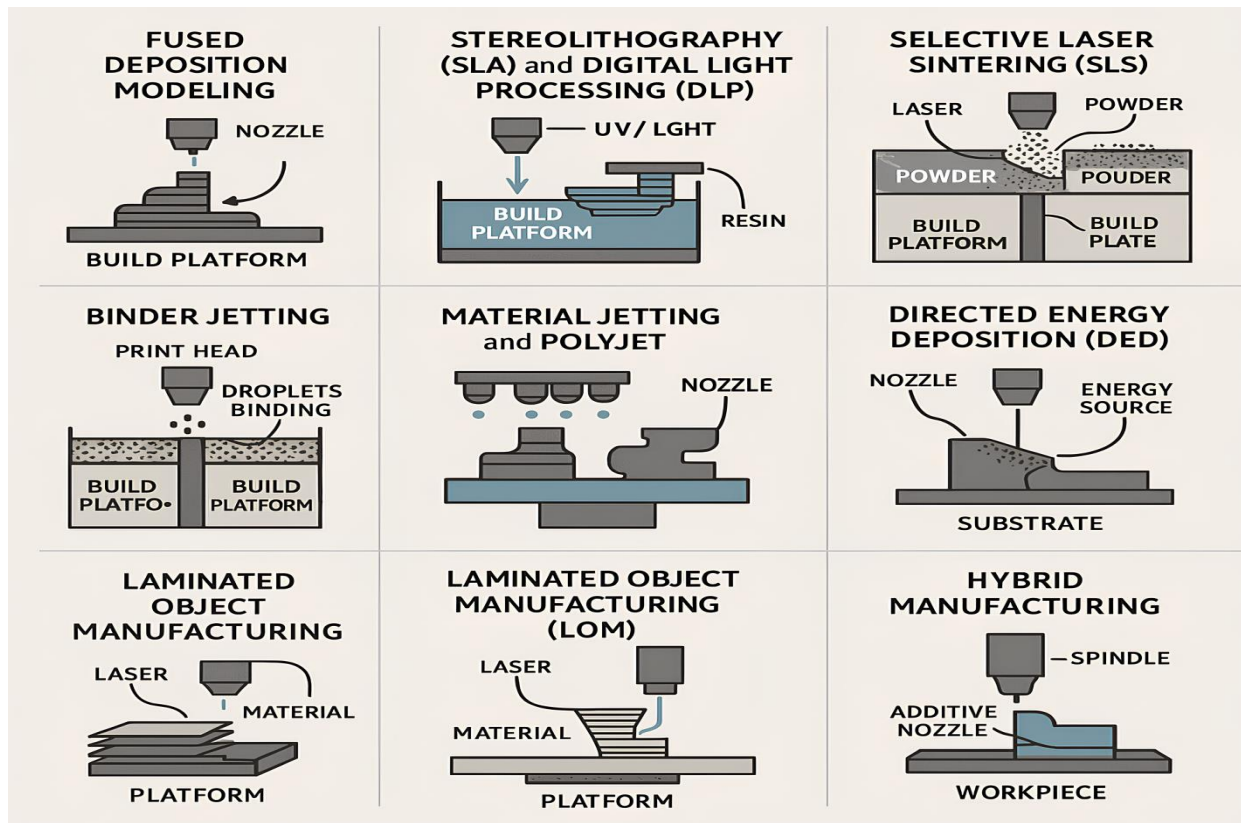 FUSED
DEPOSITION
MODELING
NOZZLE
BUILD PLATFORM
STEREOLITHOGRAPHY
(SLA) and DIGITAL LIGHT
PROCESSING (DLP)
UV/LGHT
BUILD
PLATFORM
RESIN
SELECTIVE LASER
SINTERING (SLS)
LASER
POWDER
POWDER
POUDER
BUILD
PLATFORM
BUILD
PLATE
BINDER JETTING
PRINT HEAD
DROPLETS
BINDING
BUILD
PLATFO•
BUILD
PLATFORM
MATERIAL JETTING
and POLYJET
NOZZLE
DIRECTED ENERGY
DEPOSITION (DED)
NOZZLE
ENERGY
SOURCE
SUBSTRATE
LAMINATED
OBJECT
MANUFACTURING
LASER
MATERIAL
PLATFORM
LAMINATED OBJECT
MANUFACTURING
(LOM)
LASER
MATERIAL
PLATFORM
HYBRID
MANUFACTURING
SPINDLE
ADDITIVE
NOZZLE
WORKPIECE